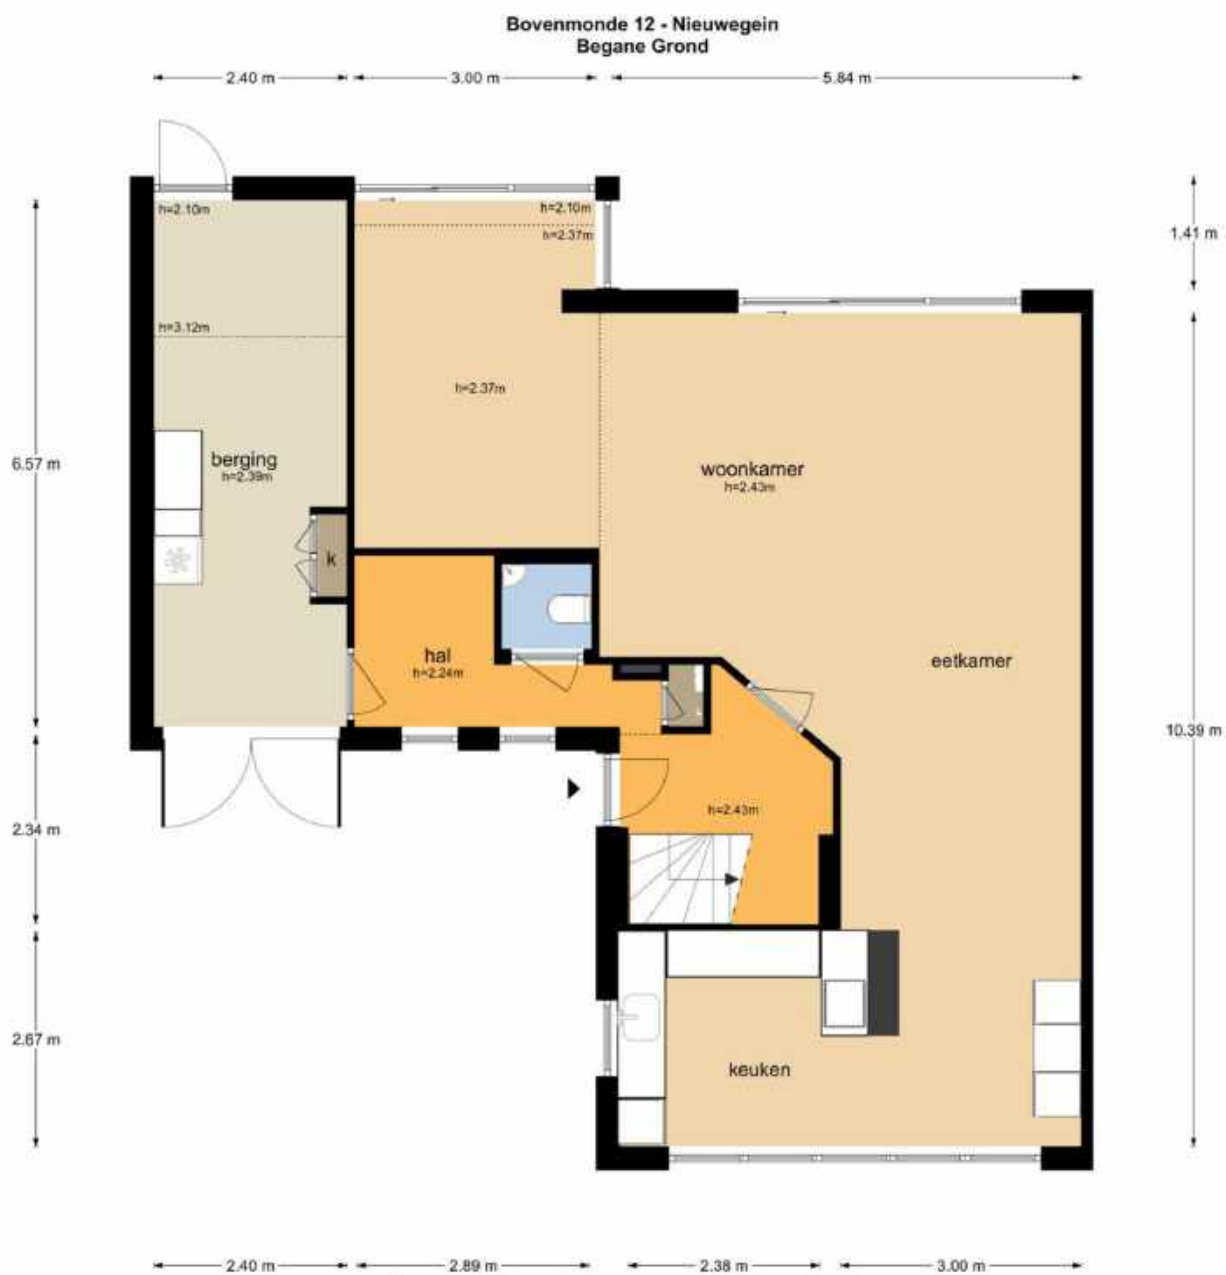 Bovenmonde 12 - Nieuwegein
Begane Grond
2.40 m
3.00 m
5.84 m
h=2.10m
h=2.10m
h=2.37m
1.41 m
h=3.12m
h=2.37m
6.57 m
berging
h=2.39m
woonkamer
h=2.43m
k
hal
h=2.24m
eetkamer
10.39 m
2.34 m
h=2.43m
2.67 m
keuken
2.40 m
2.89 m
2.38 m
3.00 m